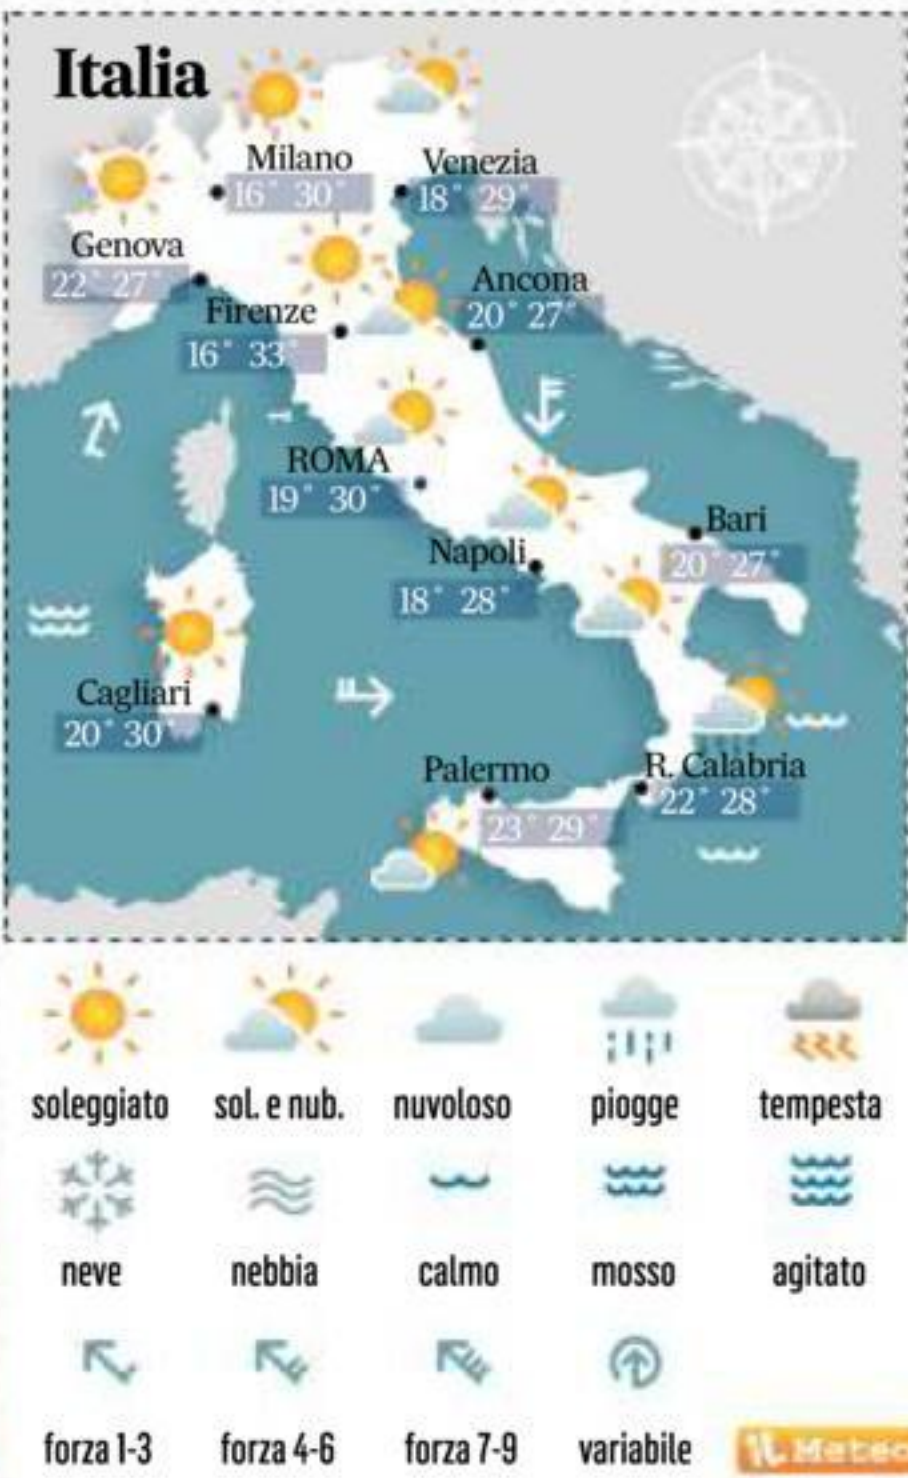 Italia
Milano
16° 30°
Venezia
18° 29°
Genova
22° 27°
Firenze
16° 33°
Ancona
20° 27°
ROMA
19° 30°
Bari
20° 27°
Napoli
18° 28°
Cagliari
20° 30°
Palermo
23° 29°
R. Calabria
22° 28°
soleggiato sol. e nub. nuvoloso piogge tempesta
neve nebbia calmo mosso agitato
forza 1-3 forza 4-6 forza 7-9 variabile
iL Meteo